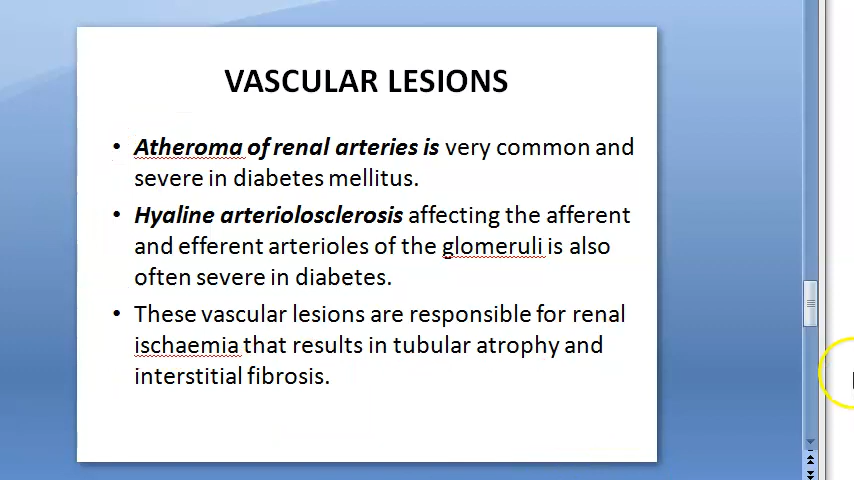 VASCULAR LESIONS
• Atheroma of renal arteries is very common and
severe in diabetes mellitus.
• Hyaline arteriolosclerosis affecting the afferent
and efferent arterioles of the glomeruli is also
often severe in diabetes.
• These vascular lesions are responsible for renal
ischaemia that results in tubular atrophy and
interstitial fibrosis.